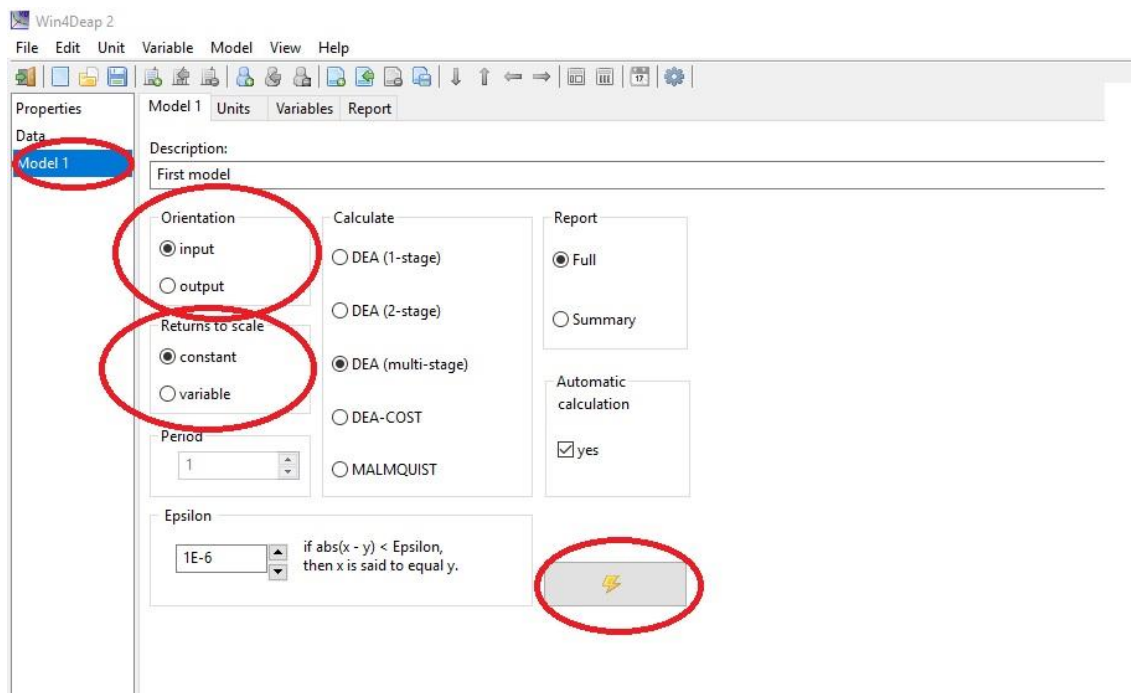 Win4Deap 2
File Edit Unit Variable Model View Help
17
Properties
Data
Model 1
Model 1 Units Variables Report
Description:
First model
Orientation
input
output
Returns to scale
constant
variable
Period
1
Calculate
DEA (1-stage)
DEA (2-stage)
DEA (multi-stage)
DEA-COST
MALMQUIST
Report
Full
Summary
Automatic
calculation
yes
Epsilon
1E-6
if abs(x - y) < Epsilon,
then x is said to equal y.